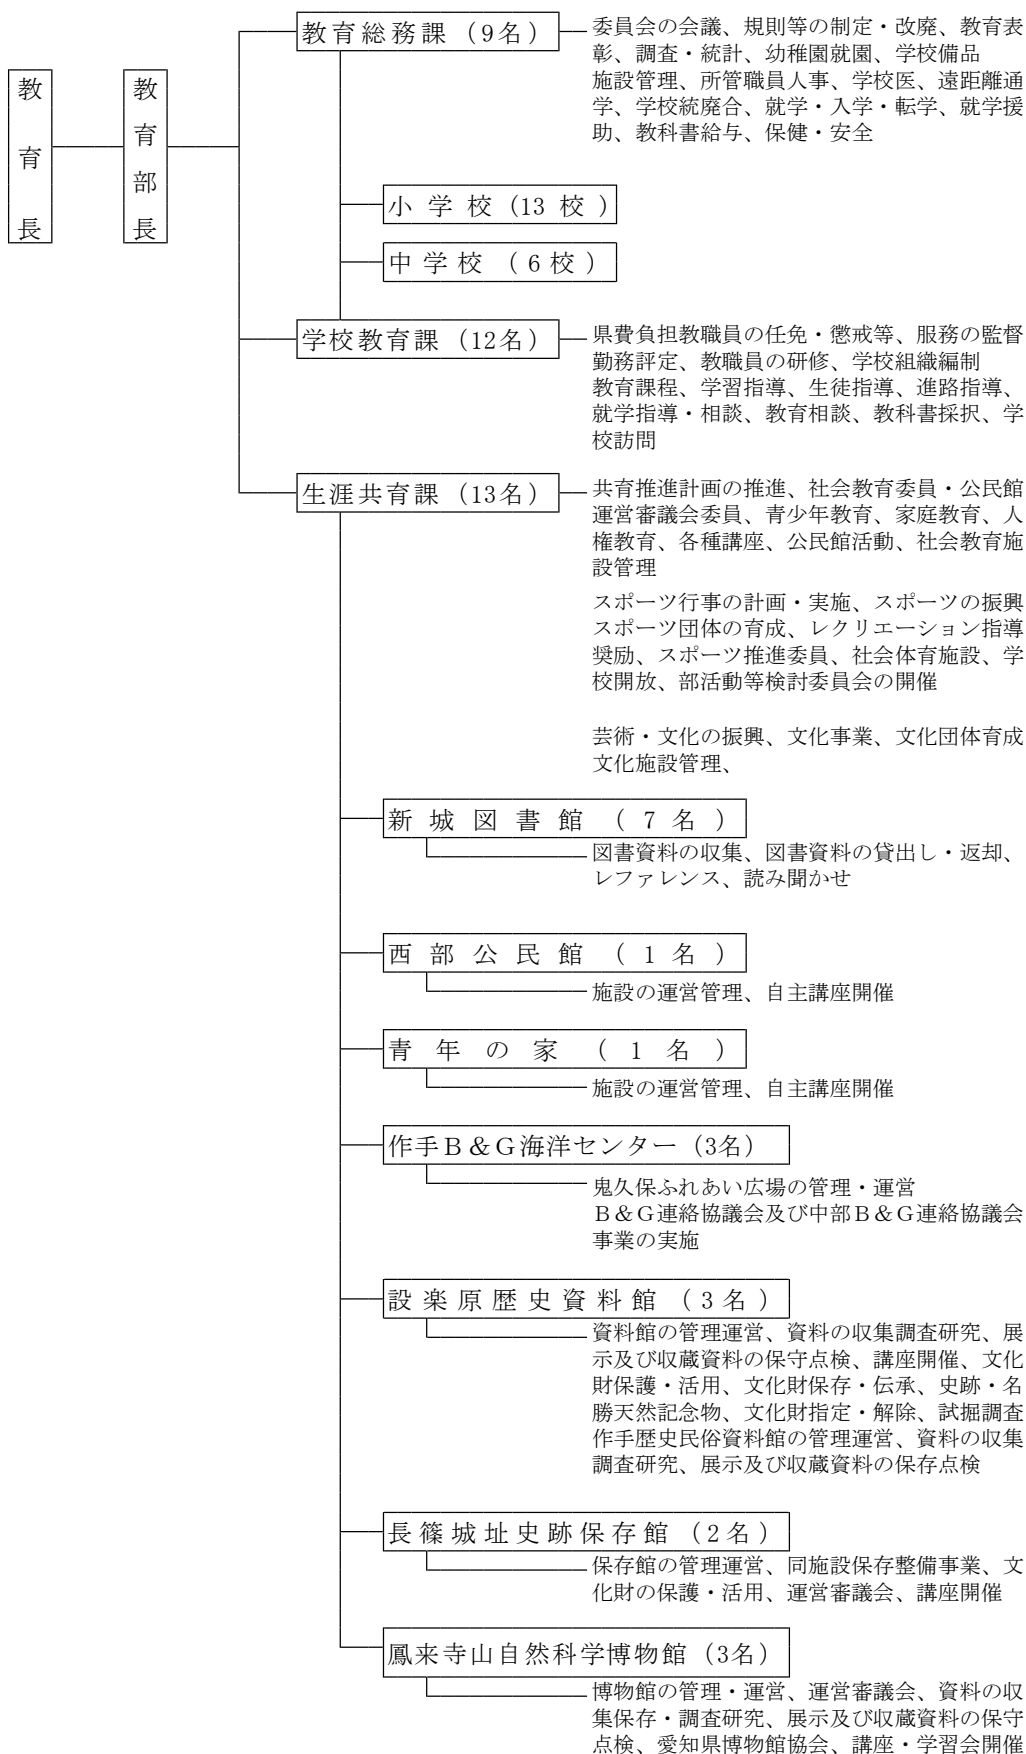 教育長
教育部長
教育総務課（9名）
委員会の会議、規則等の制定・改廃、教育表
彰、調査・統計、幼稚園就園、学校備品
施設管理、所管職員人事、学校医、遠距離通
学、学校統廃合、就学・入学・転学、就学援
助、教科書給与、保健・安全
小学校（13校）
中学校（6校）
学校教育課（12名）
県費負担教職員の任免・懲戒等、服務の監督
勤務評定、教職員の研修、学校組織編制
教育課程、学習指導、生徒指導、進路指導、
就学指導・相談、教育相談、教科書採択、学
校訪問
生涯共育課（13名）
共育推進計画の推進、社会教育委員・公民館
運営審議会委員、青少年教育、家庭教育、人
権教育、各種講座、公民館活動、社会教育施
設管理
スポーツ行事の計画・実施、スポーツの振興
スポーツ団体の育成、レクリエーション指導
奨励、スポーツ推進委員、社会体育施設、学
校開放、部活動等検討委員会の開催
芸術・文化の振興、文化事業、文化団体育成
文化施設管理、
新城図書館（7名）
図書資料の収集、図書資料の貸出し・返却、
レファレンス、読み聞かせ
西部公民館（1名）
施設の運営管理、自主講座開催
青年の家（1名）
施設の運営管理、自主講座開催
作手Ｂ＆Ｇ海洋センター（3名）
鬼久保ふれあい広場の管理・運営
Ｂ＆Ｇ連絡協議会及び中部Ｂ＆Ｇ連絡協議会
事業の実施
設楽原歴史資料館（3名）
資料館の管理運営、資料の収集調査研究、展
示及び収蔵資料の保守点検、講座開催、文化
財保護・活用、文化財保存・伝承、史跡・名
勝天然記念物、文化財指定・解除、試掘調査
作手歴史民俗資料館の管理運営、資料の収集
調査研究、展示及び収蔵資料の保存点検
長篠城址史跡保存館（2名）
保存館の管理運営、同施設保存整備事業、文
化財の保護・活用、運営審議会、講座開催
鳳来寺山自然科学博物館（3名）
博物館の管理・運営、運営審議会、資料の収
集保存・調査研究、展示及び収蔵資料の保守
点検、愛知県博物館協会、講座・学習会開催